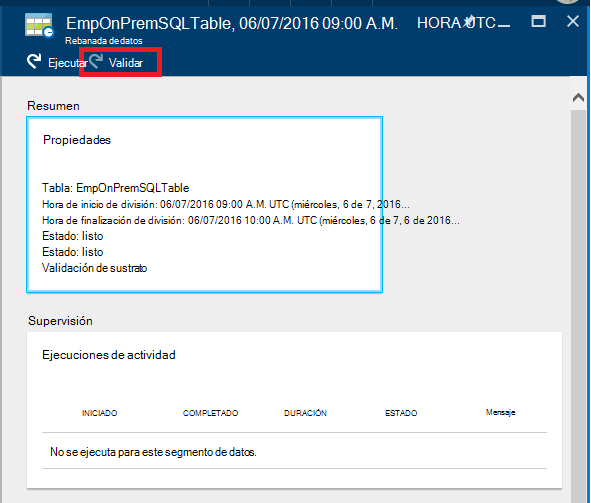 EmpOnPremSQLTable, 06/07/2016 09:00 A.M. HORA UTC
Rebanada de datos
Ejecutar Validar
Resumen
Propiedades
Tabla: EmpOnPremSQLTable
Hora de inicio de división: 06/07/2016 09:00 A.M. UTC (miércoles, 6 de 7, 2016...
Hora de finalización de división: 06/07/2016 10:00 A.M. UTC (miércoles, 6 de 7, 6 de 2016...
Estado: listo
Estado: listo
Validación de sustrato
Supervisión
Ejecuciones de actividad
INICIADO COMPLETADO DURACIÓN ESTADO Mensaje
No se ejecuta para este segmento de datos.